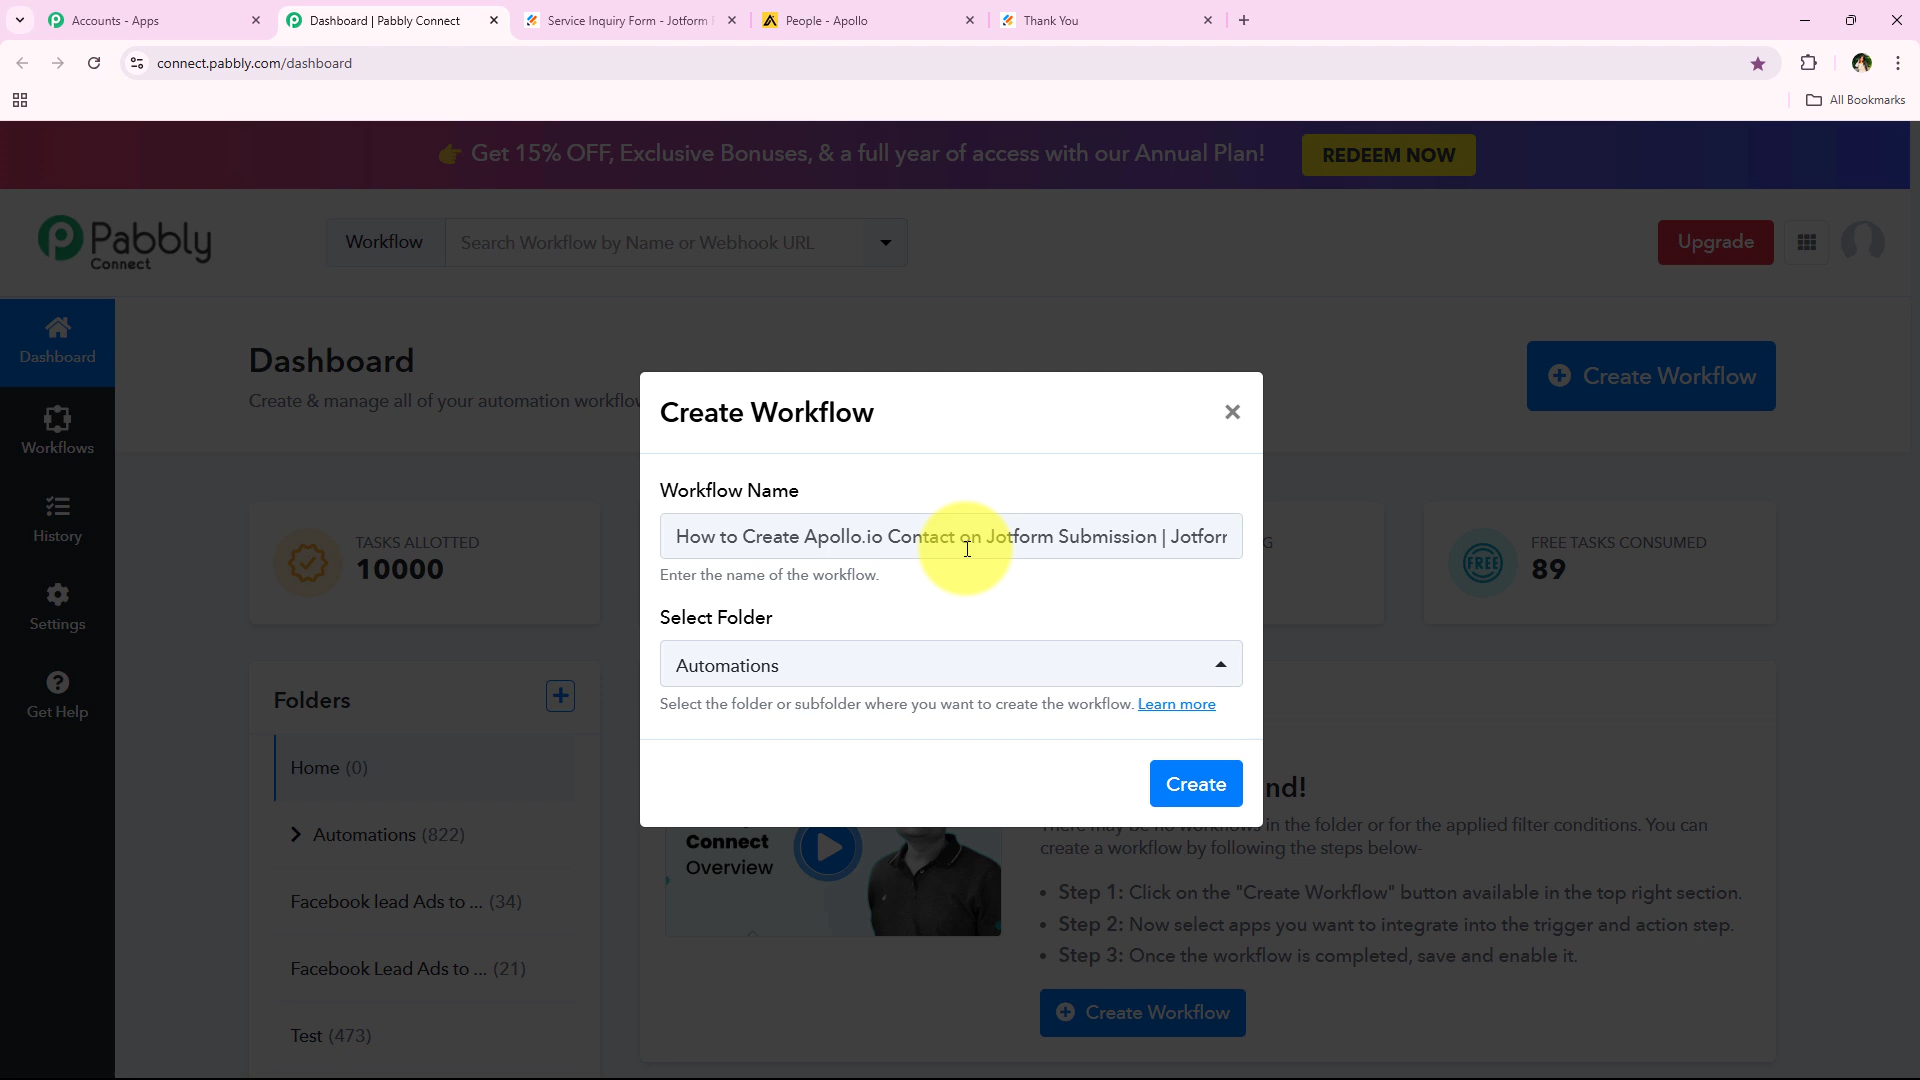 Accounts - Apps
Dashboard | Pabbly Connect
Service Inquiry Form - Jotform
People - Apollo
Thank You
connect.pabbly.com/dashboard
All Bookmarks
👉 Get 15% OFF, Exclusive Bonuses, & a full year of access with our Annual Plan!
REDEEM NOW
Pabbly
Connect
Workflow
Search Workflow by Name or Webhook URL
Upgrade
Dashboard
Workflows
History
Settings
Get Help
Dashboard
Create & manage all of your automation
Create Workflow
TASKS ALLOTTED
10000
FREE TASKS CONSUMED
89
FREE
Folders
Home (0)
Automations (822)
Facebook lead Ads to ... (34)
Facebook Lead Ads to ... (21)
Test (473)
Create Workflow
Workflow Name
How to Create Apollo.io Contact on Jotform Submission | Jotforr
Enter the name of the workflow.
Select Folder
Automations
Select the folder or subfolder where you want to create the workflow. Learn more
Create
Connect
Overview
nd!
There may be no workflows in the folder or for the applied filter conditions. You can
create a workflow by following the steps below-
• Step 1: Click on the "Create Workflow" button available in the top right section.
• Step 2: Now select apps you want to integrate into the trigger and action step.
• Step 3: Once the workflow is completed, save and enable it.
Create Workflow